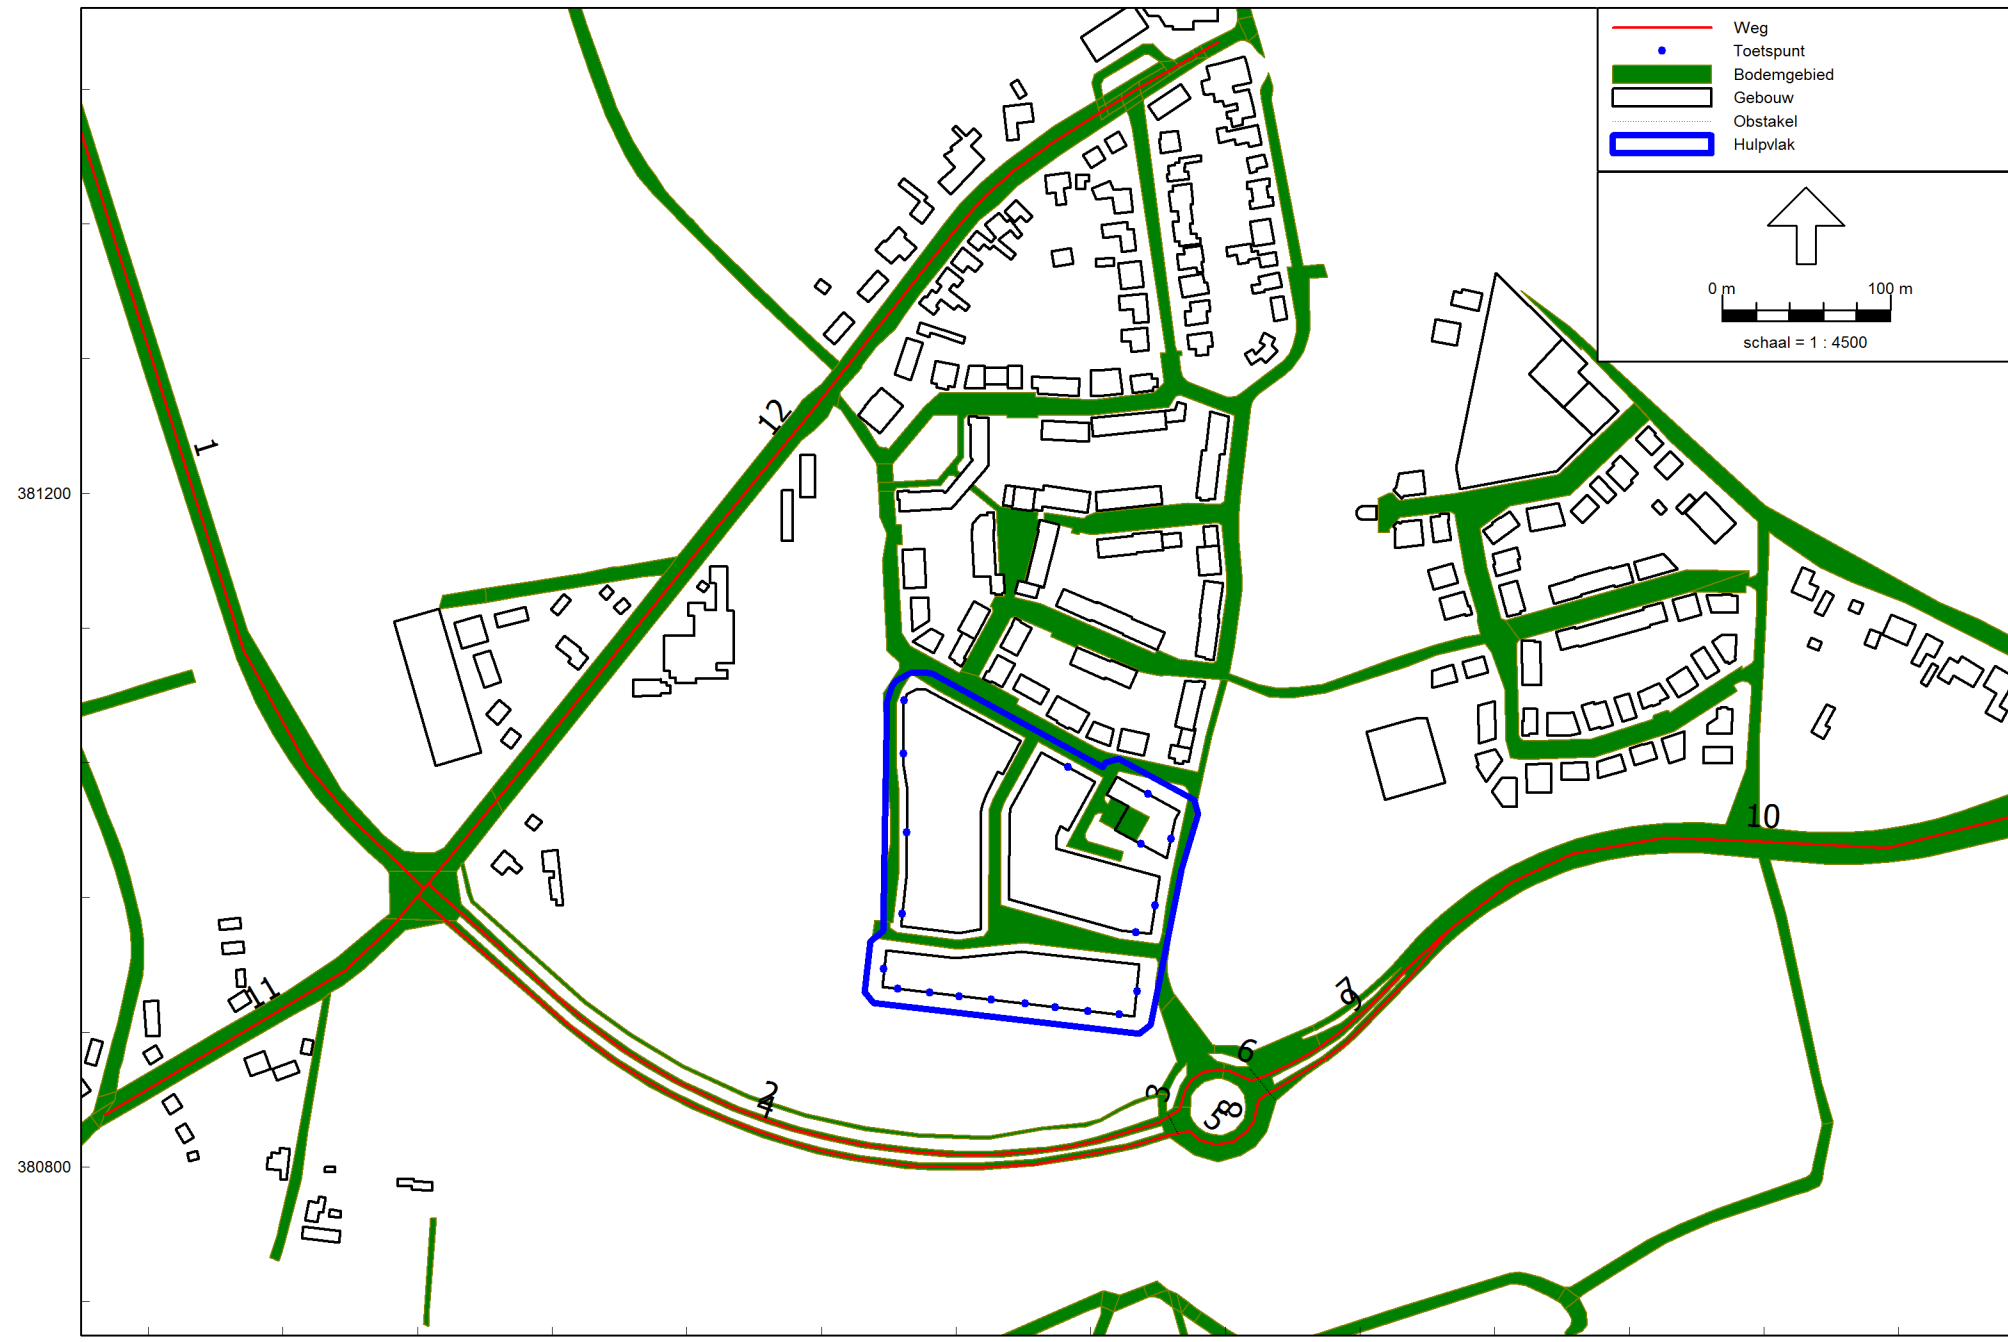 Weg
Toetspunt
Bodemgebied
Gebouw
Obstakel
Hulpvlak
0 m 100 m
schaal = 1 : 4500
12
1
381200
10
11
7
9
6
2
4
3
5
8
380800